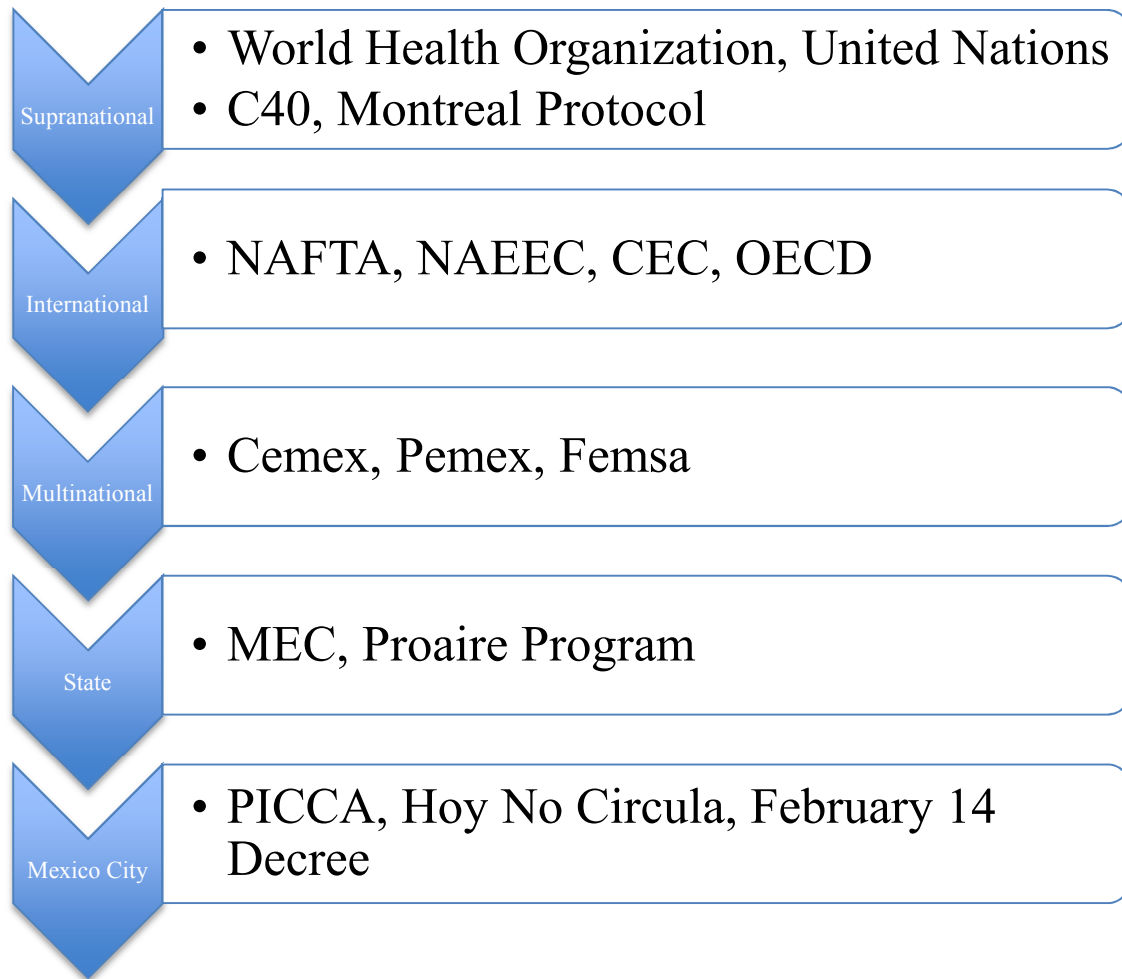 Supranational
• World Health Organization, United Nations
• C40, Montreal Protocol
International
• NAFTA, NAEEC, CEC, OECD
Multinational
• Cemex, Pemex, Femsa
State
• MEC, Proaire Program
Mexico City
• PICCA, Hoy No Circula, February 14
Decree